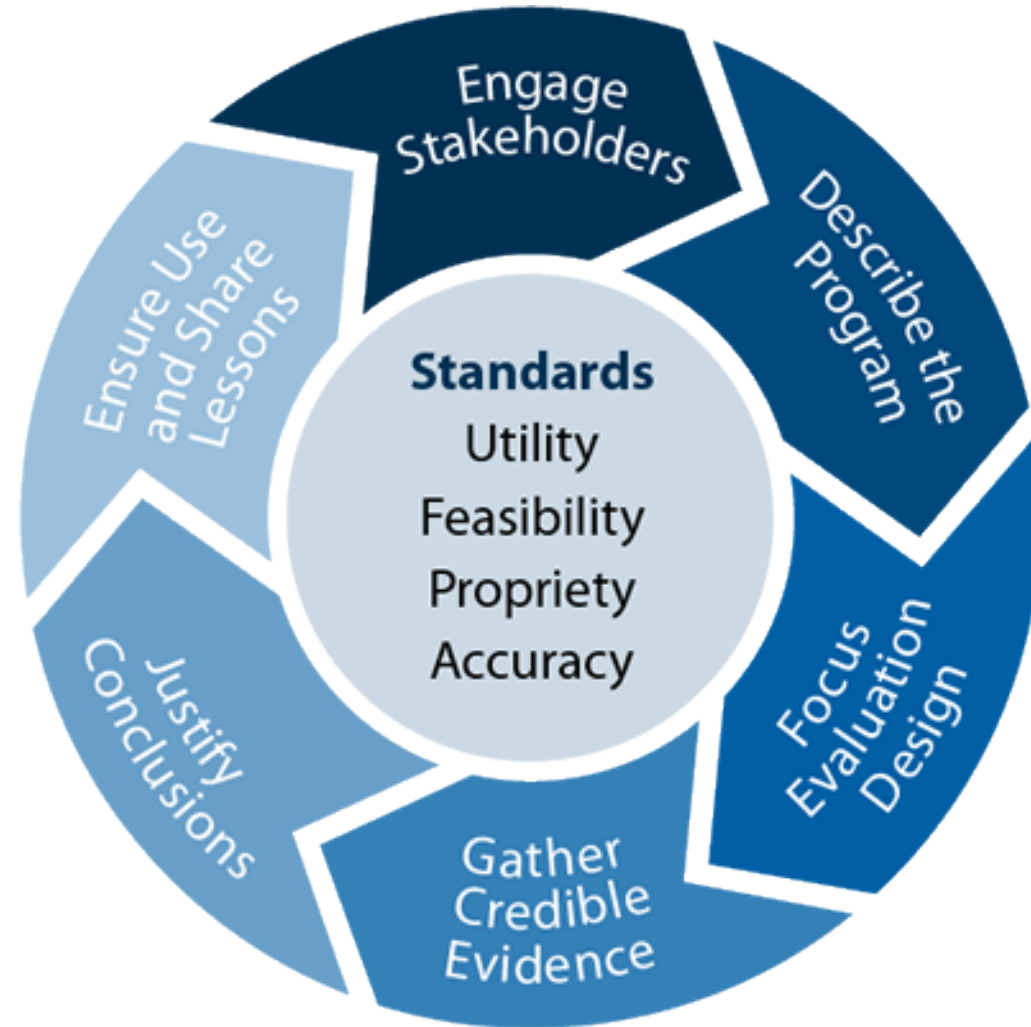 Engage
Stakeholders
Describe the
Program
Focus
Evaluation
Design
Gather
Credible
Evidence
Justify
Conclusions
Ensure Use
and Share
Lessons
Standards
Utility
Feasibility
Propriety
Accuracy